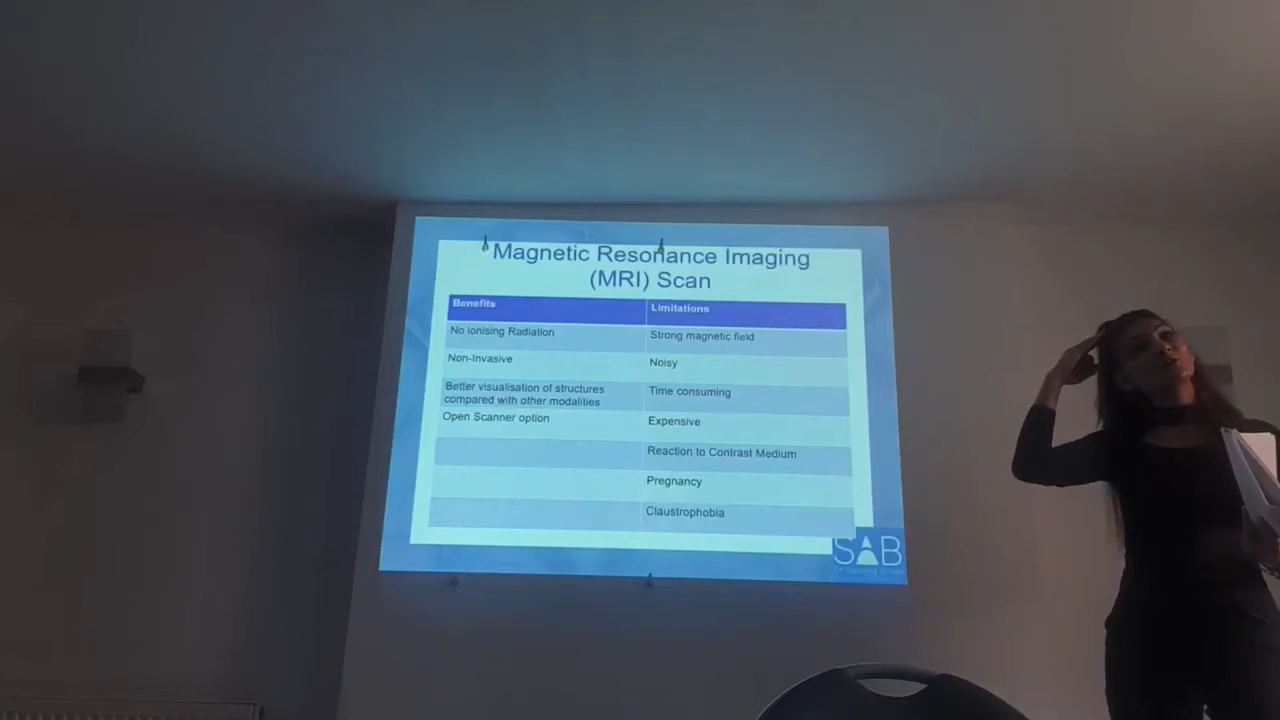 Magnetic Resonance Imaging
(MRI) Scan
Benefits
Limitations
No ionising Radiation
Strong magnetic field
Non-Invasive
Noisy
Better visualisation of structures
compared with other modalities
Time consuming
Open Scanner option
Expensive
Reaction to Contrast Medium
Pregnancy
Claustrophobia
SAB